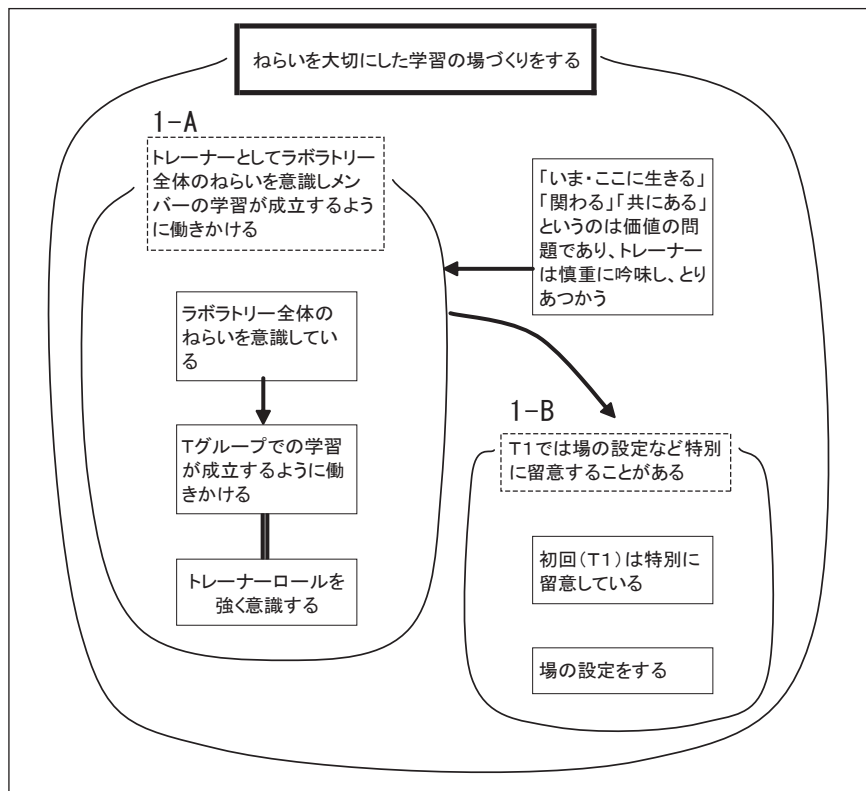 ねらいを大切にした学習の場づくりをする
1-A
トレーナーとしてラボラトリー
全体のねらいを意識しメン
バーの学習が成立するように
働きかける
「いま・ここに生きる」
「関わる」「共にある」
というのは価値の問
題であり、トレーナー
は慎重に吟味し、とり
あつかう
ラボラトリー全体の
ねらいを意識してい
る
Tグループでの学習
が成立するように働
きかける
トレーナーロールを
強く意識する
1-B
T1では場の設定など特別
に留意することがある
初回(T1)は特別に
留意している
場の設定をする